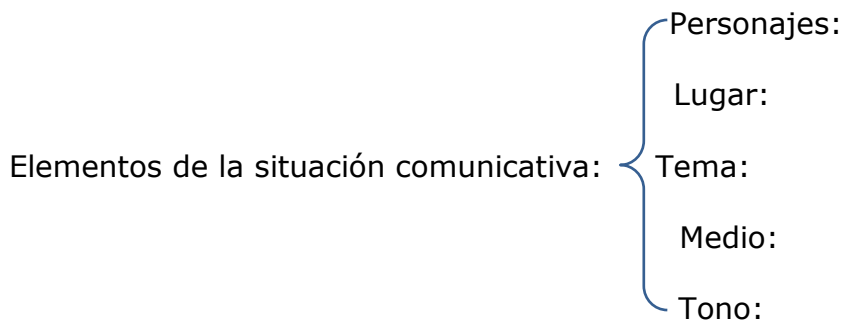 Personajes:
Lugar:
Elementos de la situación comunicativa: Tema:
Medio:
Tono: